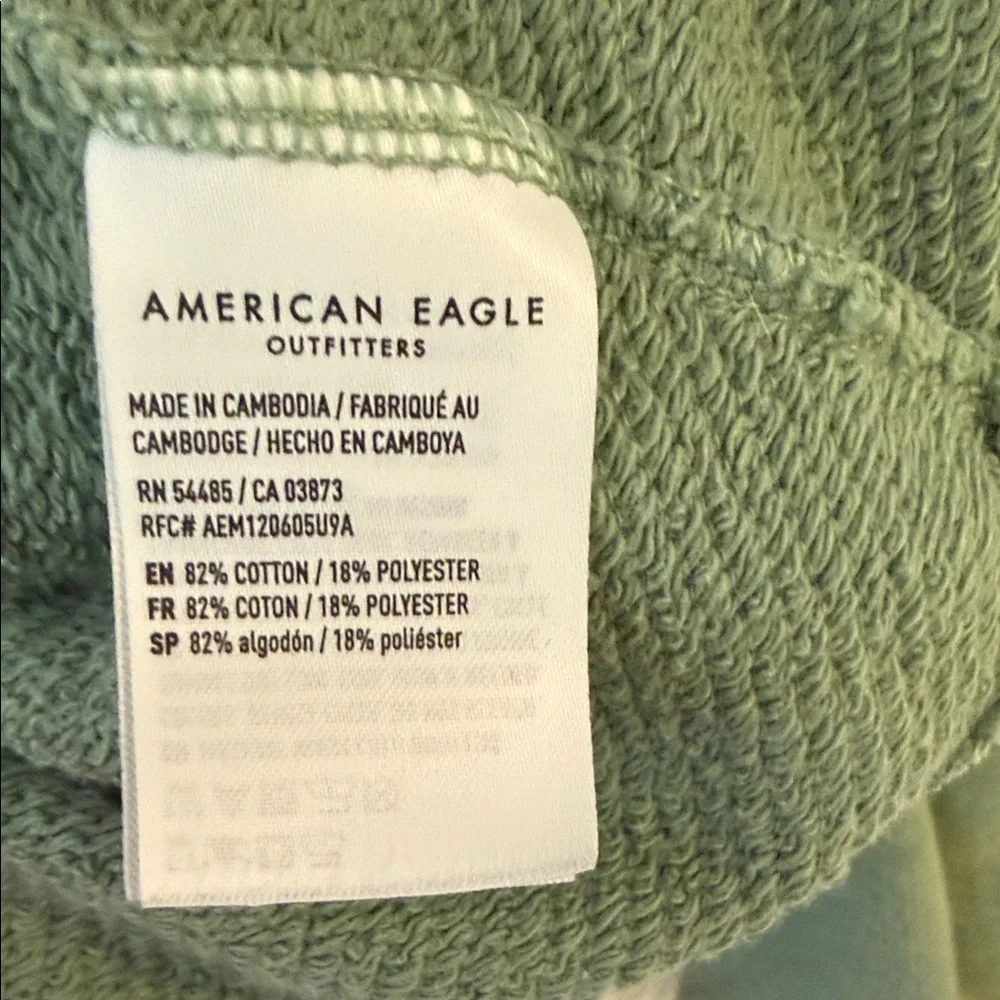 AMERICAN EAGLE
OUTFITTERS
MADE IN CAMBODIA / FABRIQUÉ AU
CAMBODGE / HECHO EN CAMBOYA
RN 54485 / CA 03873
RFC# AEM120605U9A
EN 82% COTTON / 18% POLYESTER
FR 82% COTON / 18% POLYESTER
SP 82% algodón / 18% poliéster